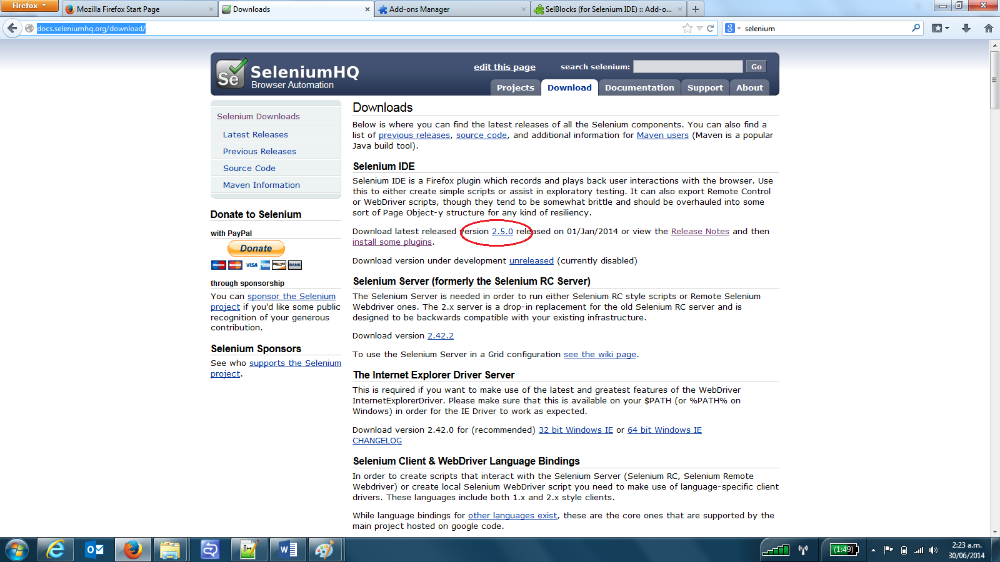 Firefox
Mozilla Firefox Start Page
Downloads
Add-ons Manager
SelBlocks (for Selenium IDE) :: Add-o...
docs.seleniumhq.org/download/
8
selenium
Se
SeleniumHQ
Browser Automation
edit this page
search selenium:
Go
Projects
Download
Documentation
Support
About
Selenium Downloads
Latest Releases
Previous Releases
Source Code
Maven Information
Donate to Selenium
with PayPal
Donate
VISA
BANK
through sponsorship
You can sponsor the Selenium
project if you'd like some public
recognition of your generous
contribution.
Selenium Sponsors
See who supports the Selenium
project.
Downloads
Below is where you can find the latest releases of all the Selenium components. You can also find a
list of previous releases, source code, and additional information for Maven users (Maven is a popular
Java build tool).
Selenium IDE
Selenium IDE is a Firefox plugin which records and plays back user interactions with the browser. Use
this to either create simple scripts or assist in exploratory testing. It can also export Remote Control
or WebDriver scripts, though they tend to be somewhat brittle and should be overhauled into some
sort of Page Object-y structure for any kind of resiliency.
Download latest released version 2.5.0 released on 01/Jan/2014 or view the Release Notes and then
install some plugins.
Download version under development unreleased (currently disabled)
Selenium Server (formerly the Selenium RC Server)
The Selenium Server is needed in order to run either Selenium RC style scripts or Remote Selenium
Webdriver ones. The 2.x server is a drop-in replacement for the old Selenium RC server and is
designed to be backwards compatible with your existing infrastructure.
Download version 2.42.2
To use the Selenium Server in a Grid configuration see the wiki page.
The Internet Explorer Driver Server
This is required if you want to make use of the latest and greatest features of the WebDriver
InternetExplorerDriver. Please make sure that this is available on your $PATH (or %PATH% on
Windows) in order for the IE Driver to work as expected.
Download version 2.42.0 for (recommended) 32 bit Windows IE or 64 bit Windows IE
CHANGELOG
Selenium Client & WebDriver Language Bindings
In order to create scripts that interact with the Selenium Server (Selenium RC, Selenium Remote
Webdriver) or create local Selenium WebDriver script you need to make use of language-specific client
drivers. These languages include both 1.x and 2.x style clients.
While language bindings for other languages exist, these are the core ones that are supported by the
main project hosted on google code.
(1:49)
2:23 a.m.
30/06/2014